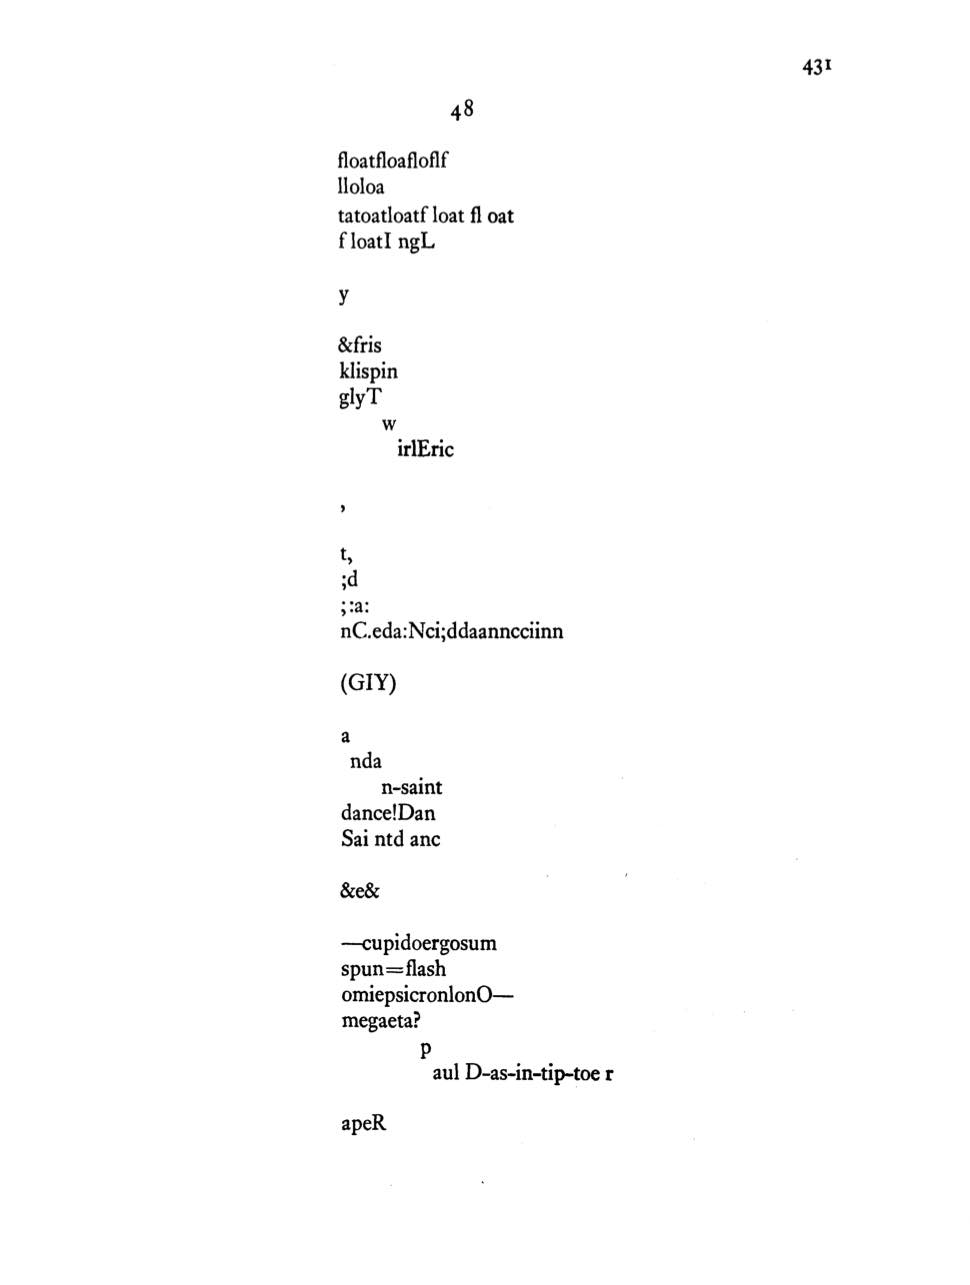 431
48
floatfloafloflf
lloloa
tatoatloatf loat fl oat
f loatI ngL
y
&fris
klispin
glyT
w
irlEric
,
t,
;d
;:a:
nC.eda:Nci;ddaanncciinn
(GIY)
a
nda
n-saint
dance!Dan
Sai ntd anc
&e&
—cupidoergosum
spun=flash
omiepsicronlonO—
megaeta?
p
aul D-as-in-tip-toe r
apeR